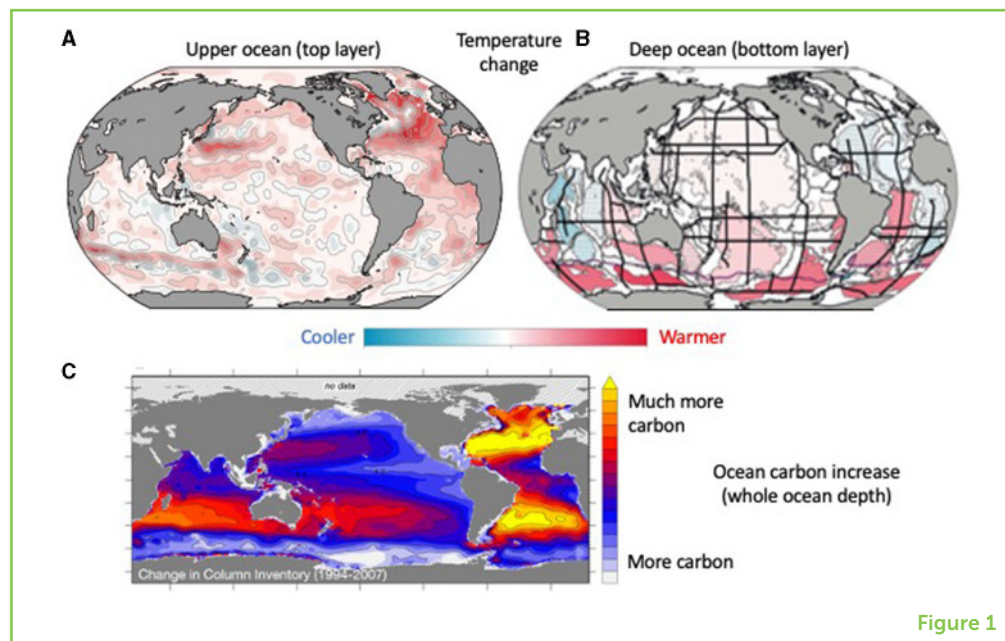 A
Upper ocean (top layer)
Temperature
change
B
Deep ocean (bottom layer)
Cooler
Warmer
C
no data
Much more
carbon
Ocean carbon increase
(whole ocean depth)
More carbon
Change in Column Inventory (1994-2007)
Figure 1